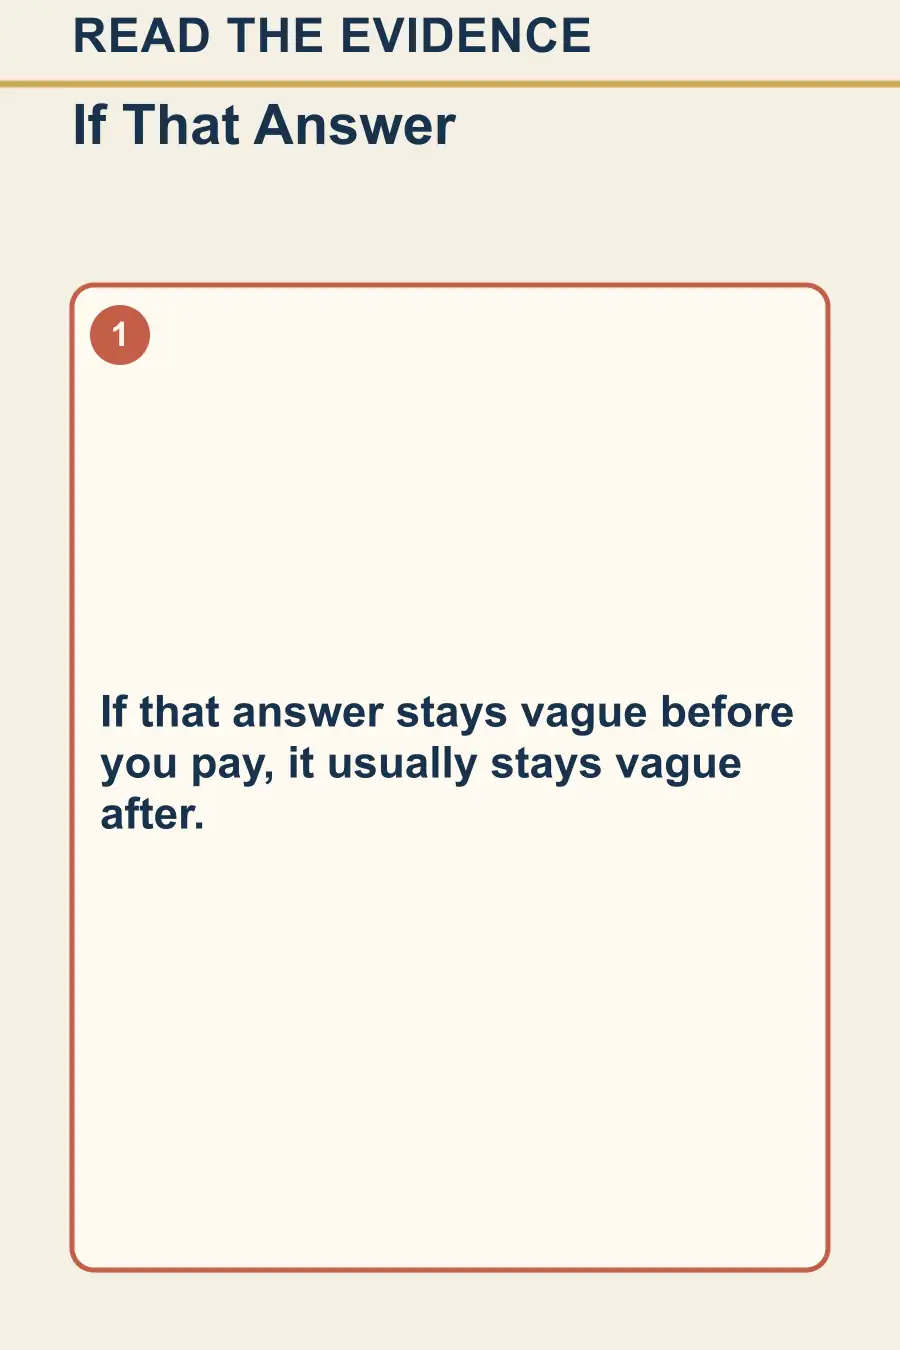 READ THE EVIDENCE
If That Answer
1
If that answer stays vague before
you pay, it usually stays vague
after.